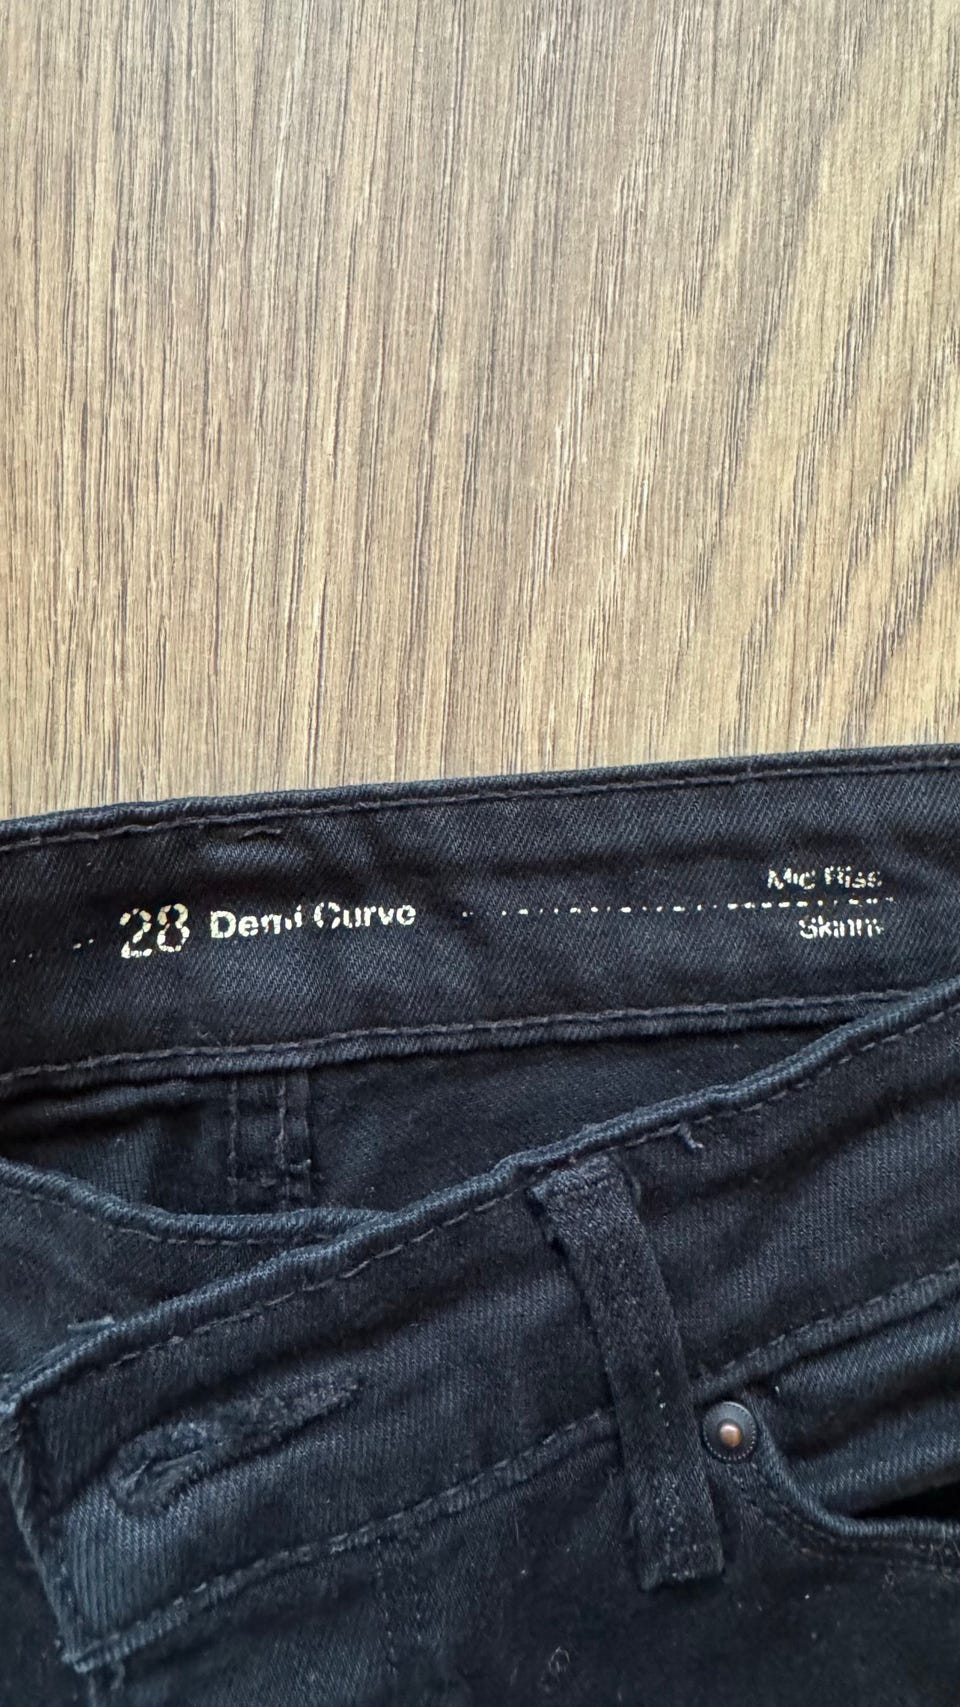 28 Demi Curve
Mid Rise
Skinny